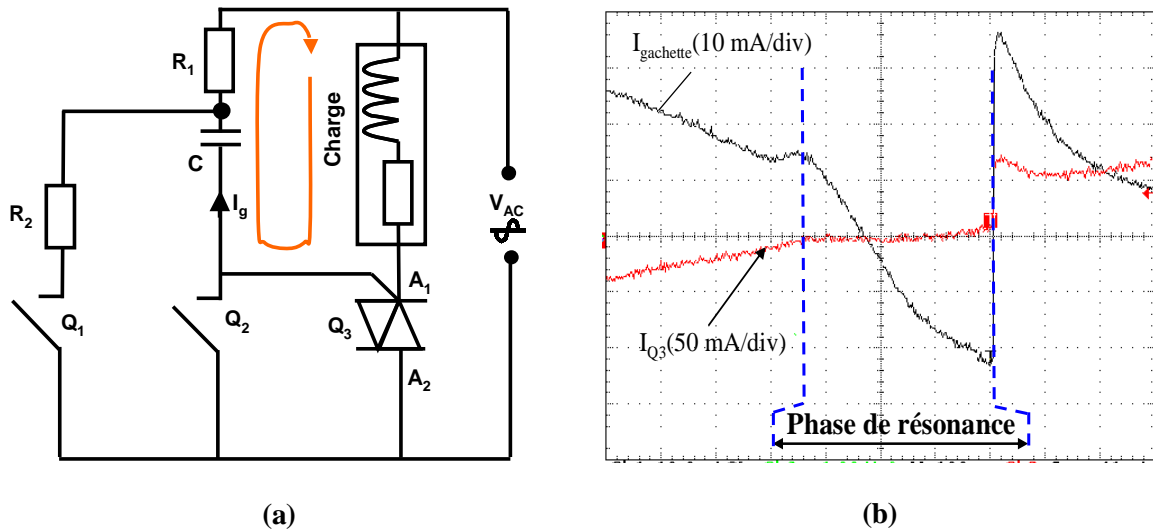 R1
C
R2
Ig
Q1
Q2
Q3
A1
A2
Charge
VAC
(a)
Igachette(10 mA/div)
IQ3(50 mA/div)
Phase de résonance
(b)